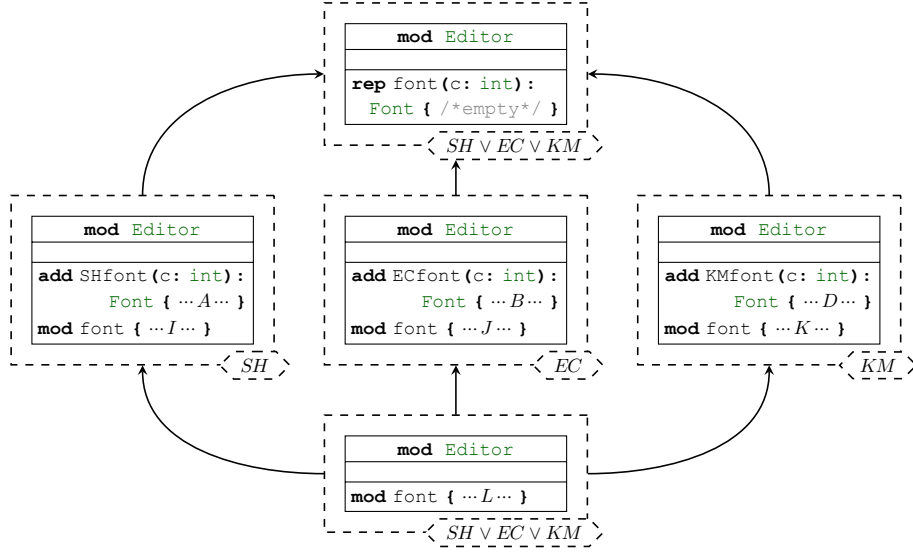 mod Editor
rep font(c: int):
Font { /*empty*/ }
SH ∨ EC ∨ KM
mod Editor
add SHfont(c: int):
Font { ···A··· }
mod font { ···I··· }
SH
mod Editor
add ECfont(c: int):
Font { ···B··· }
mod font { ···J··· }
EC
mod Editor
add KMfont(c: int):
Font { ···D··· }
mod font { ···K··· }
KM
mod Editor
mod font { ···L··· }
SH ∨ EC ∨ KM